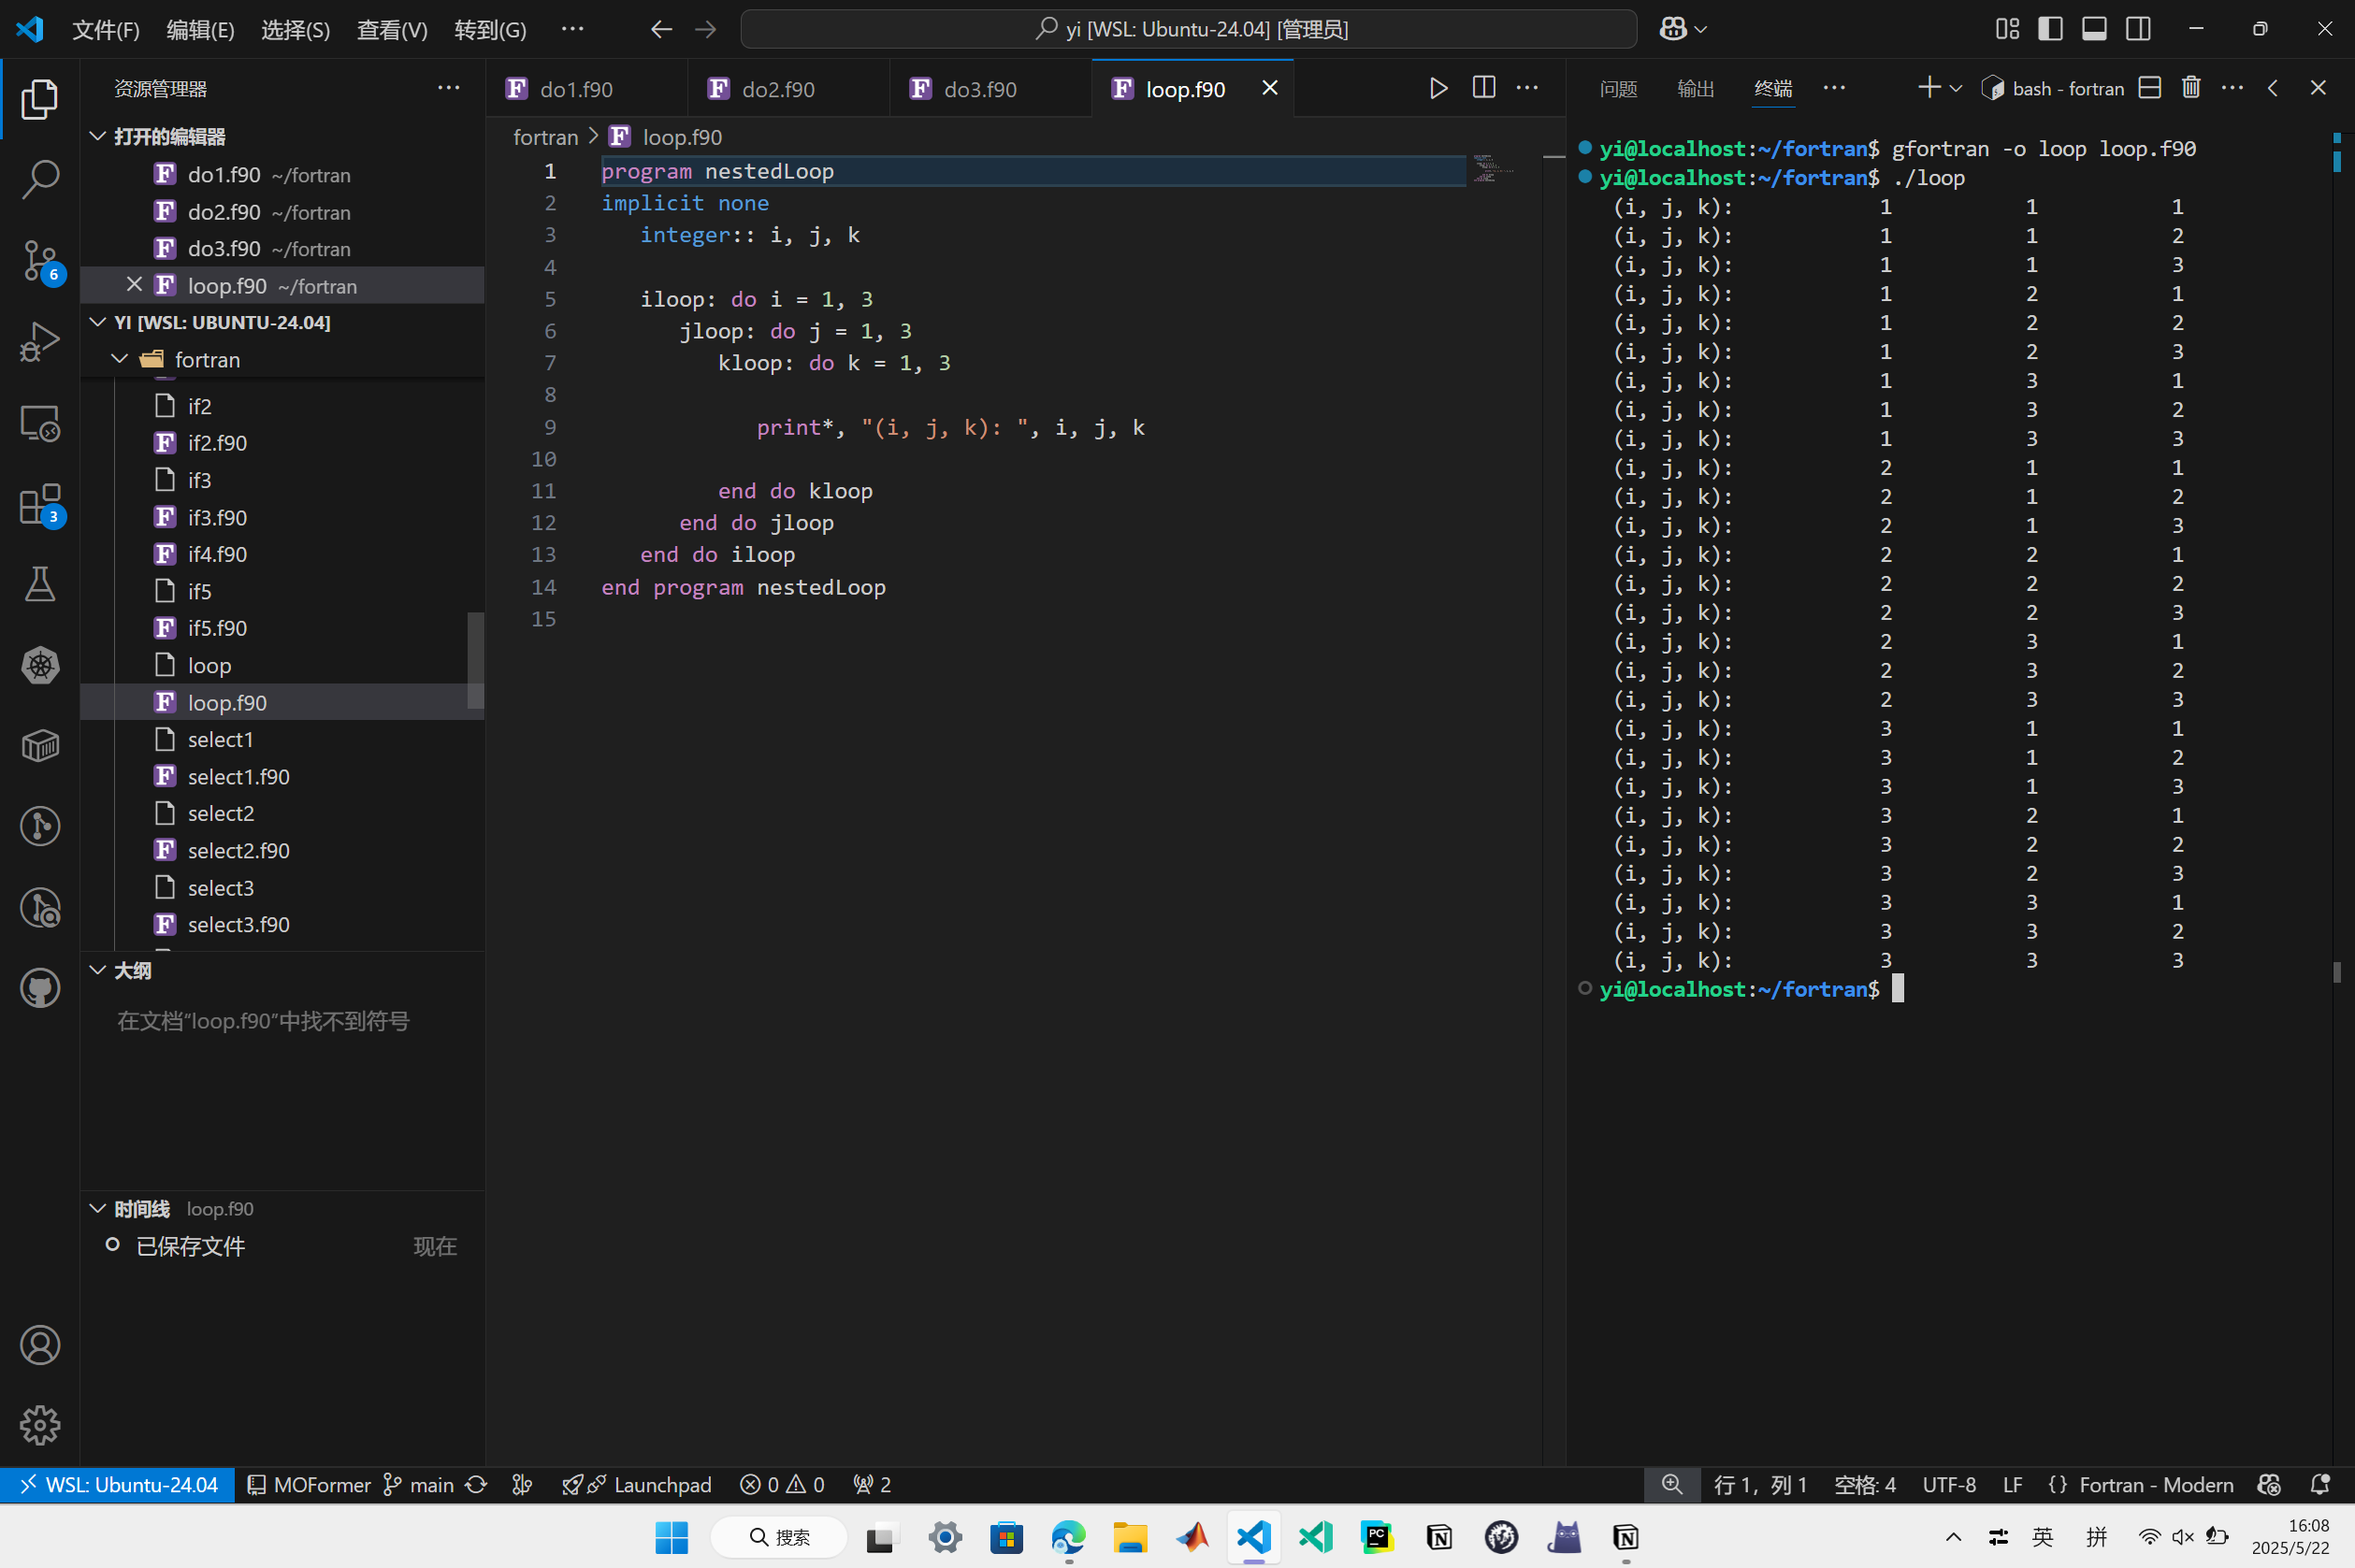 文件(F) 编辑(E) 选择(S) 查看(V) 转到(G) ··· yi [WSL: Ubuntu-24.04] [管理员]
资源管理器
打开的编辑器
do1.f90 ~/fortran
do2.f90 ~/fortran
do3.f90 ~/fortran
loop.f90 ~/fortran
YI [WSL: UBUNTU-24.04]
fortran
if2
if2.f90
if3
if3.f90
if4.f90
if5
if5.f90
loop
loop.f90
select1
select1.f90
select2
select2.f90
select3
select3.f90
大纲
在文档“loop.f90”中找不到符号
时间线 loop.f90
已保存文件 现在
6
3
do1.f90 do2.f90 do3.f90 loop.f90
fortran > loop.f90
1 program nestedLoop
2 implicit none
3 integer:: i, j, k
4
5 iloop: do i = 1, 3
6 jloop: do j = 1, 3
7 kloop: do k = 1, 3
8
9 print*, "(i, j, k): ", i, j, k
10
11 end do kloop
12 end do jloop
13 end do iloop
14 end program nestedLoop
15
问题 输出 终端 ··· bash - fortran
yi@localhost:~/fortran$ gfortran -o loop loop.f90
yi@localhost:~/fortran$ ./loop
(i, j, k): 1 1 1
(i, j, k): 1 1 2
(i, j, k): 1 1 3
(i, j, k): 1 2 1
(i, j, k): 1 2 2
(i, j, k): 1 2 3
(i, j, k): 1 3 1
(i, j, k): 1 3 2
(i, j, k): 1 3 3
(i, j, k): 2 1 1
(i, j, k): 2 1 2
(i, j, k): 2 1 3
(i, j, k): 2 2 1
(i, j, k): 2 2 2
(i, j, k): 2 2 3
(i, j, k): 2 3 1
(i, j, k): 2 3 2
(i, j, k): 2 3 3
(i, j, k): 3 1 1
(i, j, k): 3 1 2
(i, j, k): 3 1 3
(i, j, k): 3 2 1
(i, j, k): 3 2 2
(i, j, k): 3 2 3
(i, j, k): 3 3 1
(i, j, k): 3 3 2
(i, j, k): 3 3 3
yi@localhost:~/fortran$
WSL: Ubuntu-24.04 MOFormer main Launchpad 0 0 2 行 1，列 1 空格: 4 UTF-8 LF {} Fortran - Modern
搜索 PC 英 拼 16:08
2025/5/22